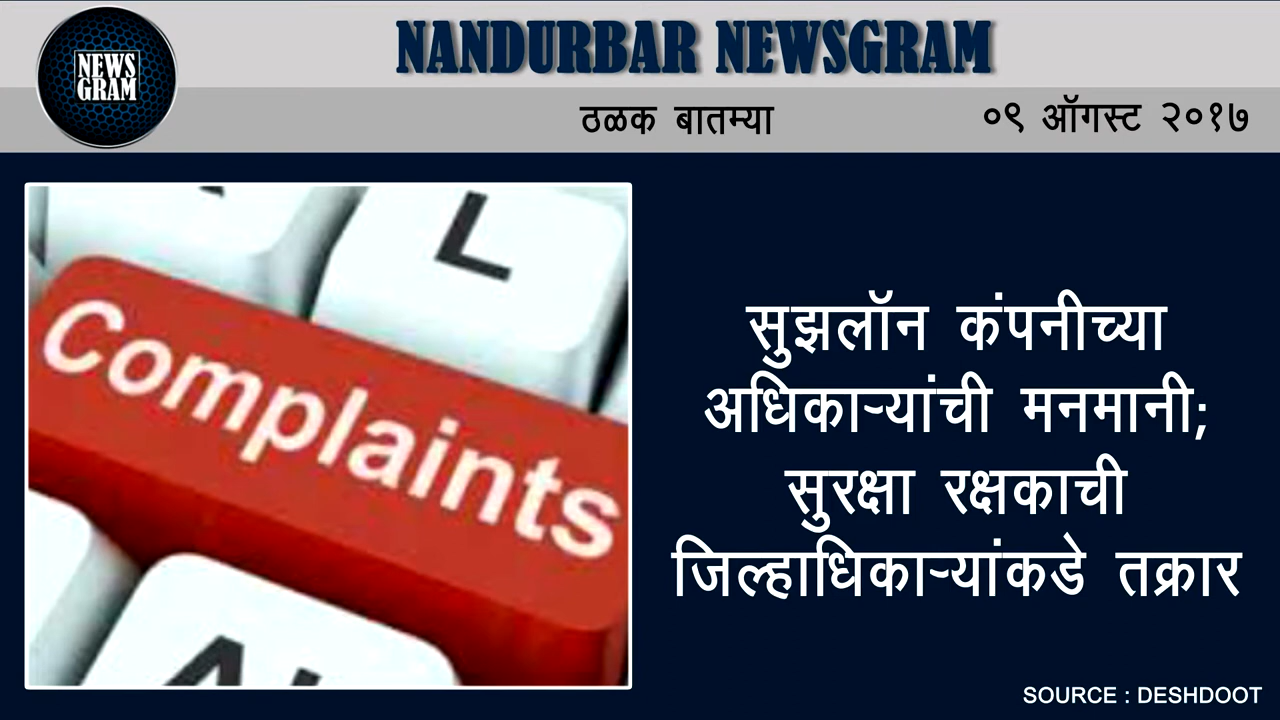 NEWS
GRAM
NANDURBAR NEWSGRAM
ठळक बातम्या
०९ ऑगस्ट २०१७
L
Complaints
सुझलॉन कंपनीच्या
अधिकाऱ्यांची मनमानी;
सुरक्षा रक्षकाची
जिल्हाधिकाऱ्यांकडे तक्रार
SOURCE : DESHDOOT